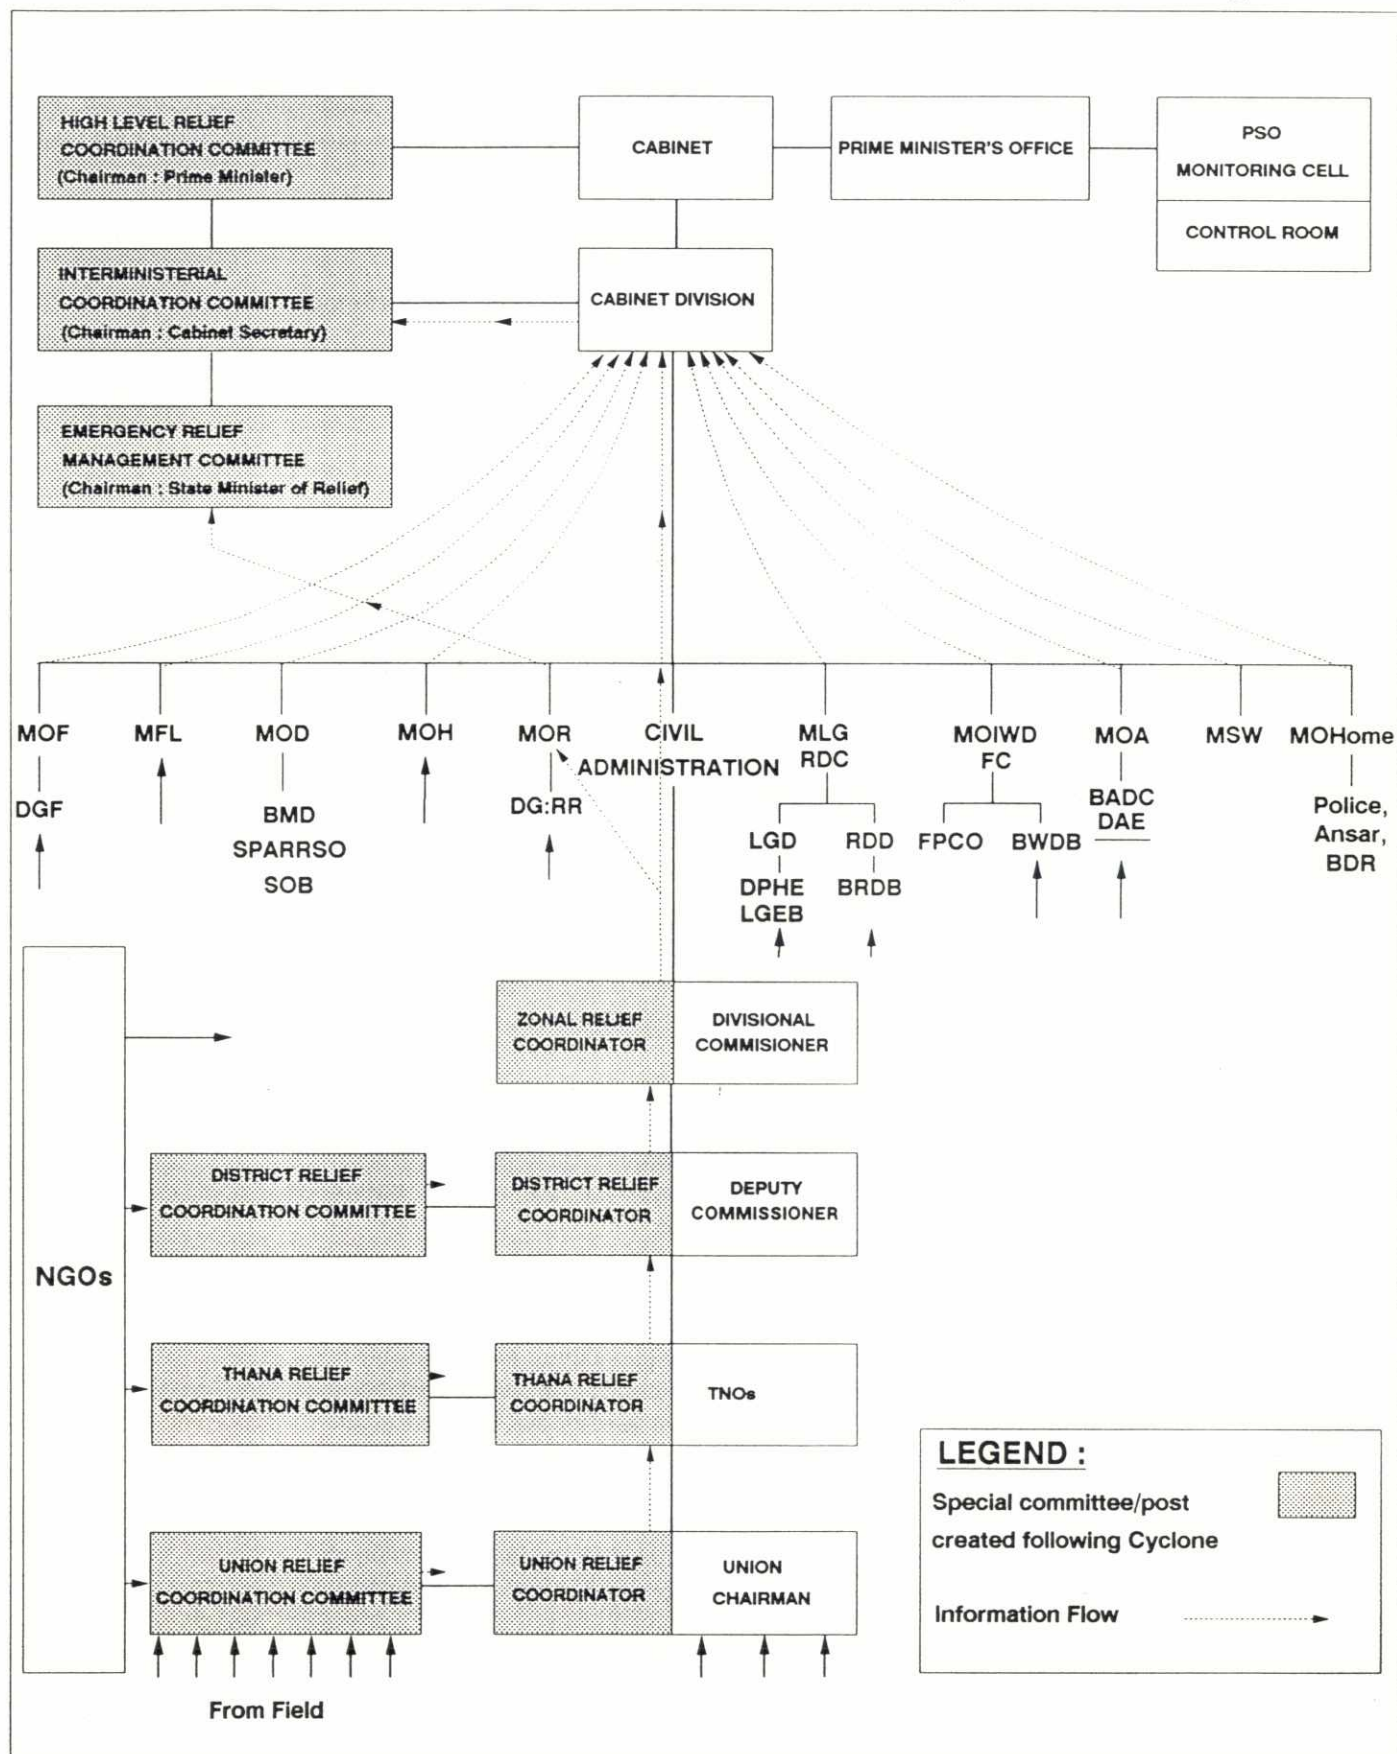 HIGH LEVEL RELIEF
COORDINATION COMMITTEE
(Chairman : Prime Minister)
CABINET
PRIME MINISTER'S OFFICE
PSO
MONITORING CELL
CONTROL ROOM
INTERMINISTERIAL
COORDINATION COMMITTEE
(Chairman : Cabinet Secretary)
CABINET DIVISION
EMERGENCY RELIEF
MANAGEMENT COMMITTEE
(Chairman : State Minister of Relief)
MOF
MFL
MOD
MOH
MOR
CIVIL
ADMINISTRATION
MLG
RDC
MOIWD
FC
MOA
MSW
MOHome
DGF
BMD
SPARRSO
SOB
DG:RR
LGD
RDD
DPHE
LGEB
BRDB
FPCO
BWDB
BADC
DAE
Police,
Ansar,
BDR
NGOs
ZONAL RELIEF
COORDINATOR
DIVISIONAL
COMMISIONER
DISTRICT RELIEF
COORDINATION COMMITTEE
DISTRICT RELIEF
COORDINATOR
DEPUTY
COMMISSIONER
THANA RELIEF
COORDINATION COMMITTEE
THANA RELIEF
COORDINATOR
TNOs
UNION RELIEF
COORDINATION COMMITTEE
UNION RELIEF
COORDINATOR
UNION
CHAIRMAN
From Field
LEGEND :
Special committee/post
created following Cyclone
Information Flow